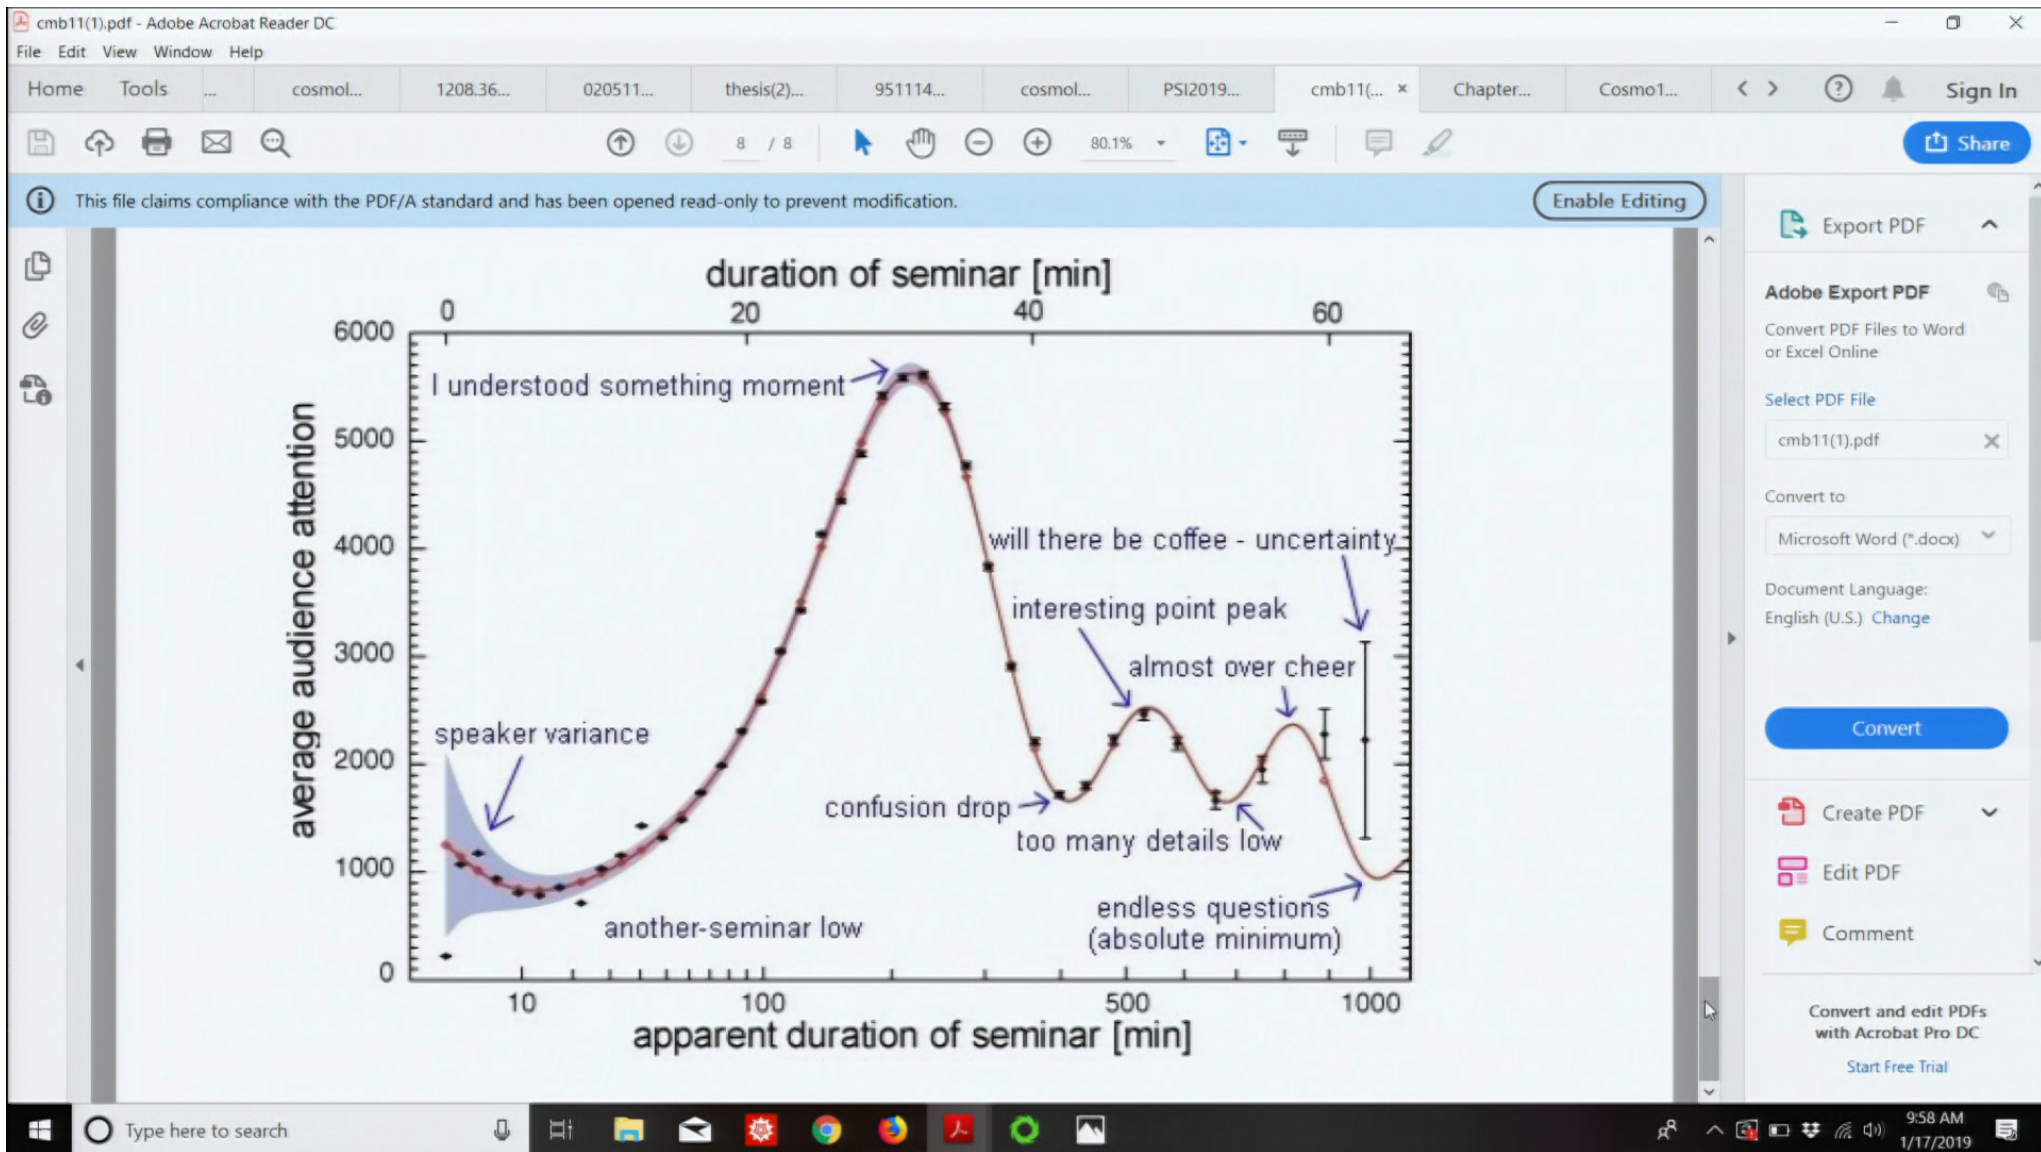 cmb11(1).pdf - Adobe Acrobat Reader DC
File Edit View Window Help
Home Tools ... cosmol... 1208.36... 020511... thesis(2)... 951114... cosmol... PSI2019... cmb11(... × Chapter... Cosmo1... Sign In
8 / 8 80.1% Share
This file claims compliance with the PDF/A standard and has been opened read-only to prevent modification. Enable Editing
duration of seminar [min]
0 20 40 60
6000
5000
4000
3000
2000
1000
0
average audience attention
I understood something moment
will there be coffee - uncertainty
interesting point peak
almost over cheer
speaker variance
confusion drop
too many details low
another-seminar low
endless questions
(absolute minimum)
10 100 500 1000
apparent duration of seminar [min]
Export PDF
Adobe Export PDF
Convert PDF Files to Word
or Excel Online
Select PDF File
cmb11(1).pdf
Convert to
Microsoft Word (*.docx)
Document Language:
English (U.S.) Change
Convert
Create PDF
Edit PDF
Comment
Convert and edit PDFs
with Acrobat Pro DC
Start Free Trial
Type here to search
9:58 AM
1/17/2019